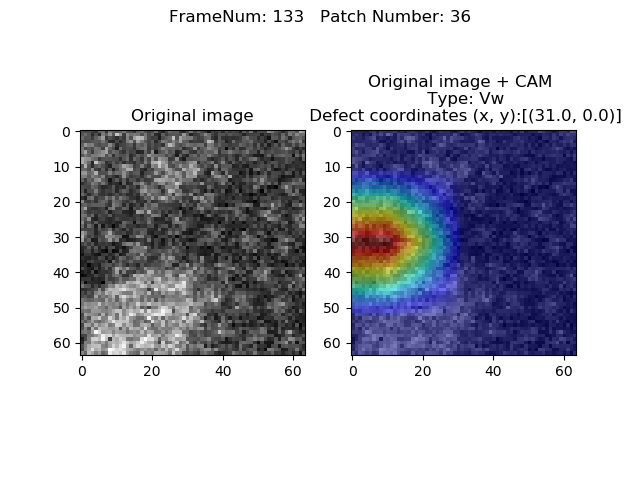 FrameNum: 133   Patch Number: 36
Original image
Original image + CAM
Type: Vw
Defect coordinates (x, y):[(31.0, 0.0)]
0
10
20
30
40
50
60
0 20 40 60
0
10
20
30
40
50
60
0 20 40 60